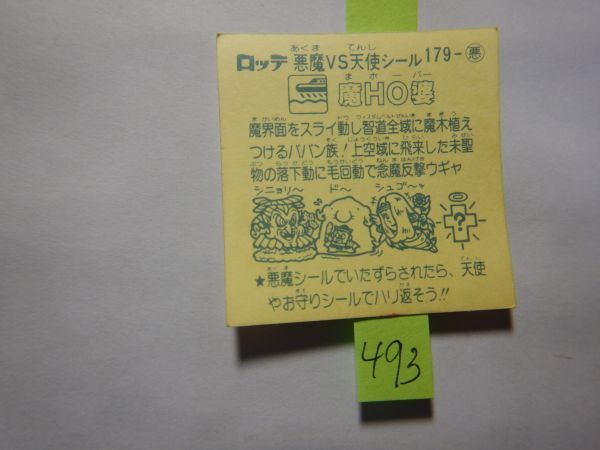 ロッテ 悪魔VS天使シール 179-悪
魔HO婆
魔界面をスライ動し智道全域に魔木植え
つけるババン族！上空域に飛来した未聖
物の落下動に毛回動で念魔反撃ウギャ
シニョリ〜 ド〜 シュゴ〜ャ
?
★悪魔シールでいたずらされたら、天使
やお守りシールでハリ返そう!!
493